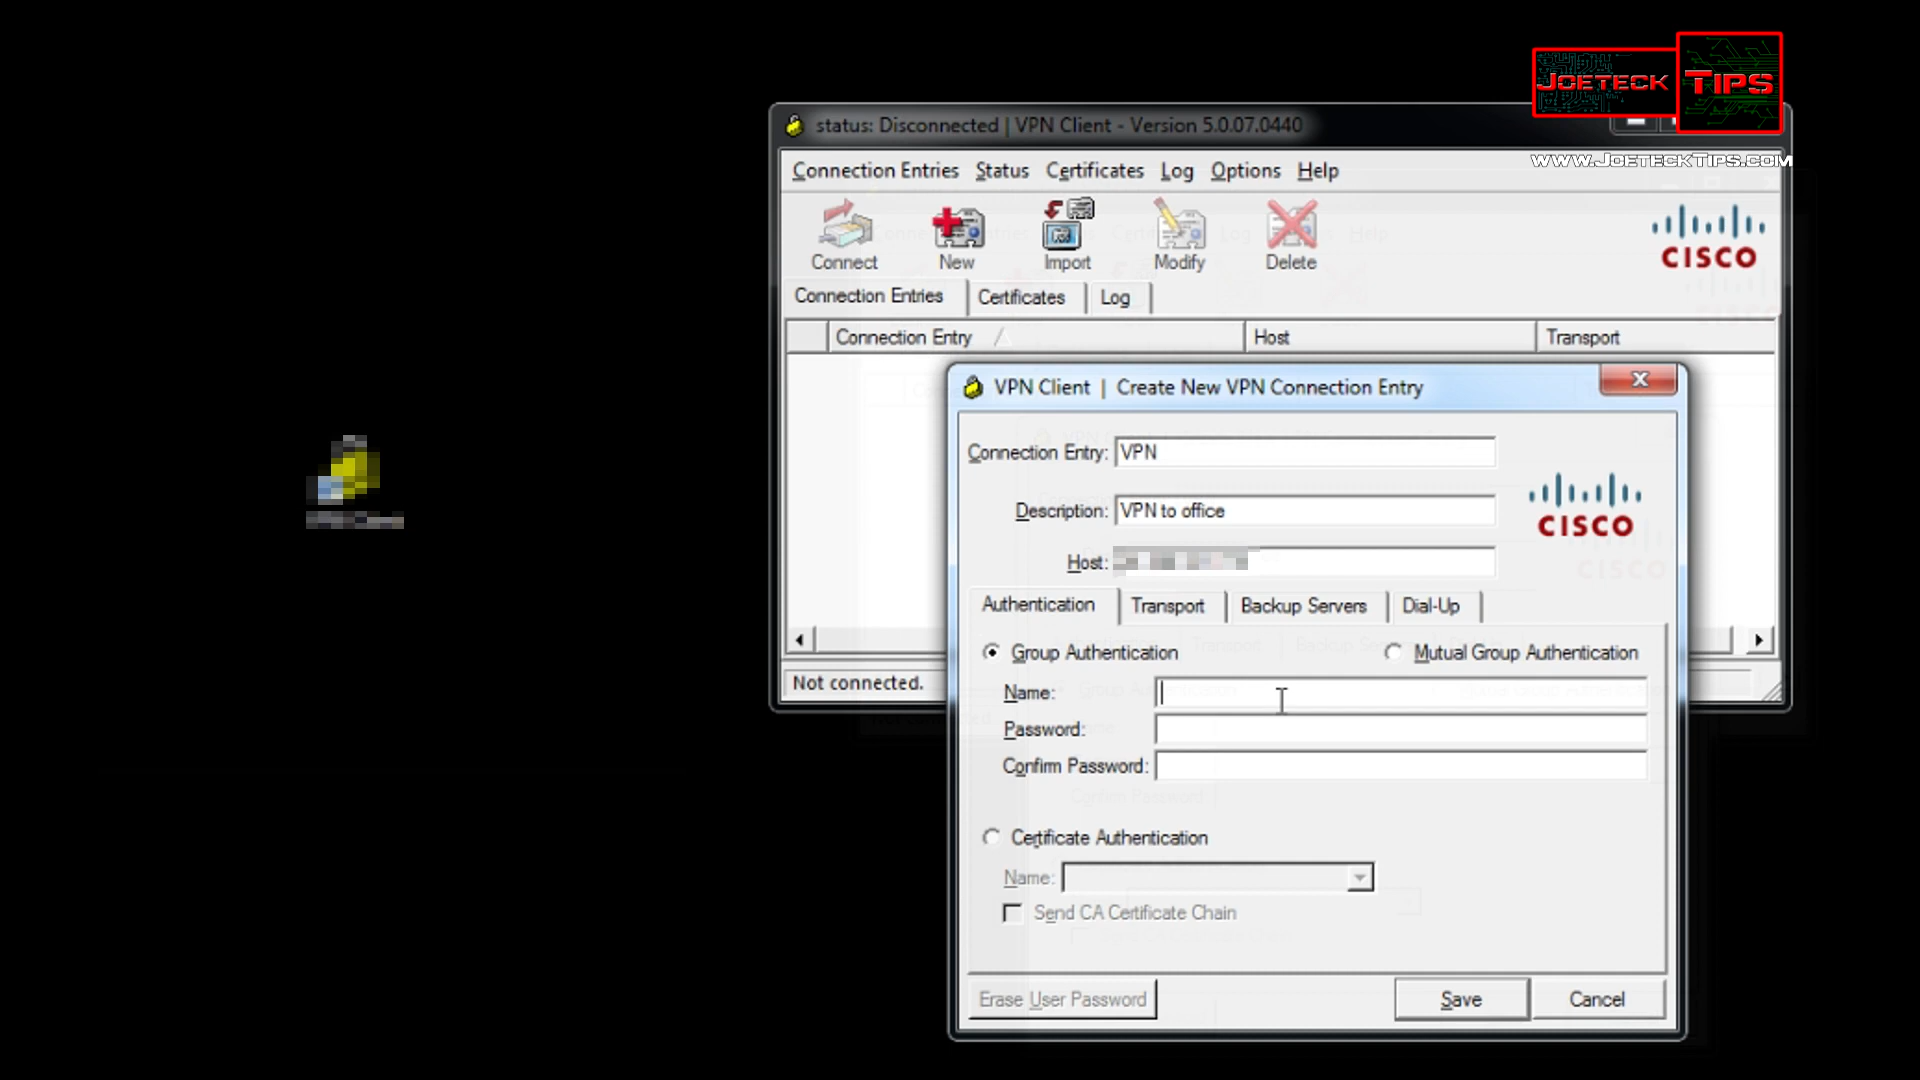 JOETECK TIPS
WWW.JOETECKTIPS.COM
status: Disconnected | VPN Client - Version 5.0.07.0440
Connection Entries Status Certificates Log Options Help
Connect New Import Modify Delete
CISCO
Connection Entries Certificates Log
Connection Entry Host Transport
VPN Client | Create New VPN Connection Entry
Connection Entry: VPN
Description: VPN to office
CISCO
Host:
Authentication Transport Backup Servers Dial-Up
Group Authentication Mutual Group Authentication
Name:
Password:
Confirm Password:
Certificate Authentication
Name:
Send CA Certificate Chain
Erase User Password Save Cancel
Not connected.